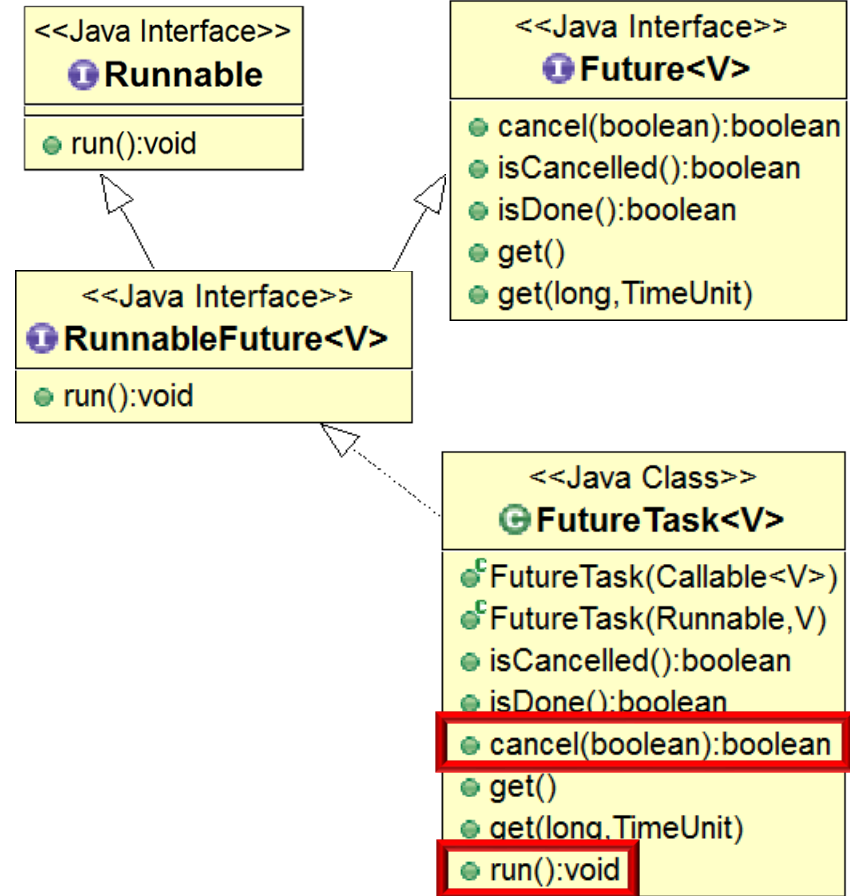 <<Java Interface>>
Runnable
run():void
<<Java Interface>>
Future<V>
cancel(boolean):boolean
isCancelled():boolean
isDone():boolean
get()
get(long,TimeUnit)
<<Java Interface>>
RunnableFuture<V>
run():void
<<Java Class>>
FutureTask<V>
FutureTask(Callable<V>)
FutureTask(Runnable,V)
isCancelled():boolean
isDone():boolean
cancel(boolean):boolean
get()
get(long,TimeUnit)
run():void